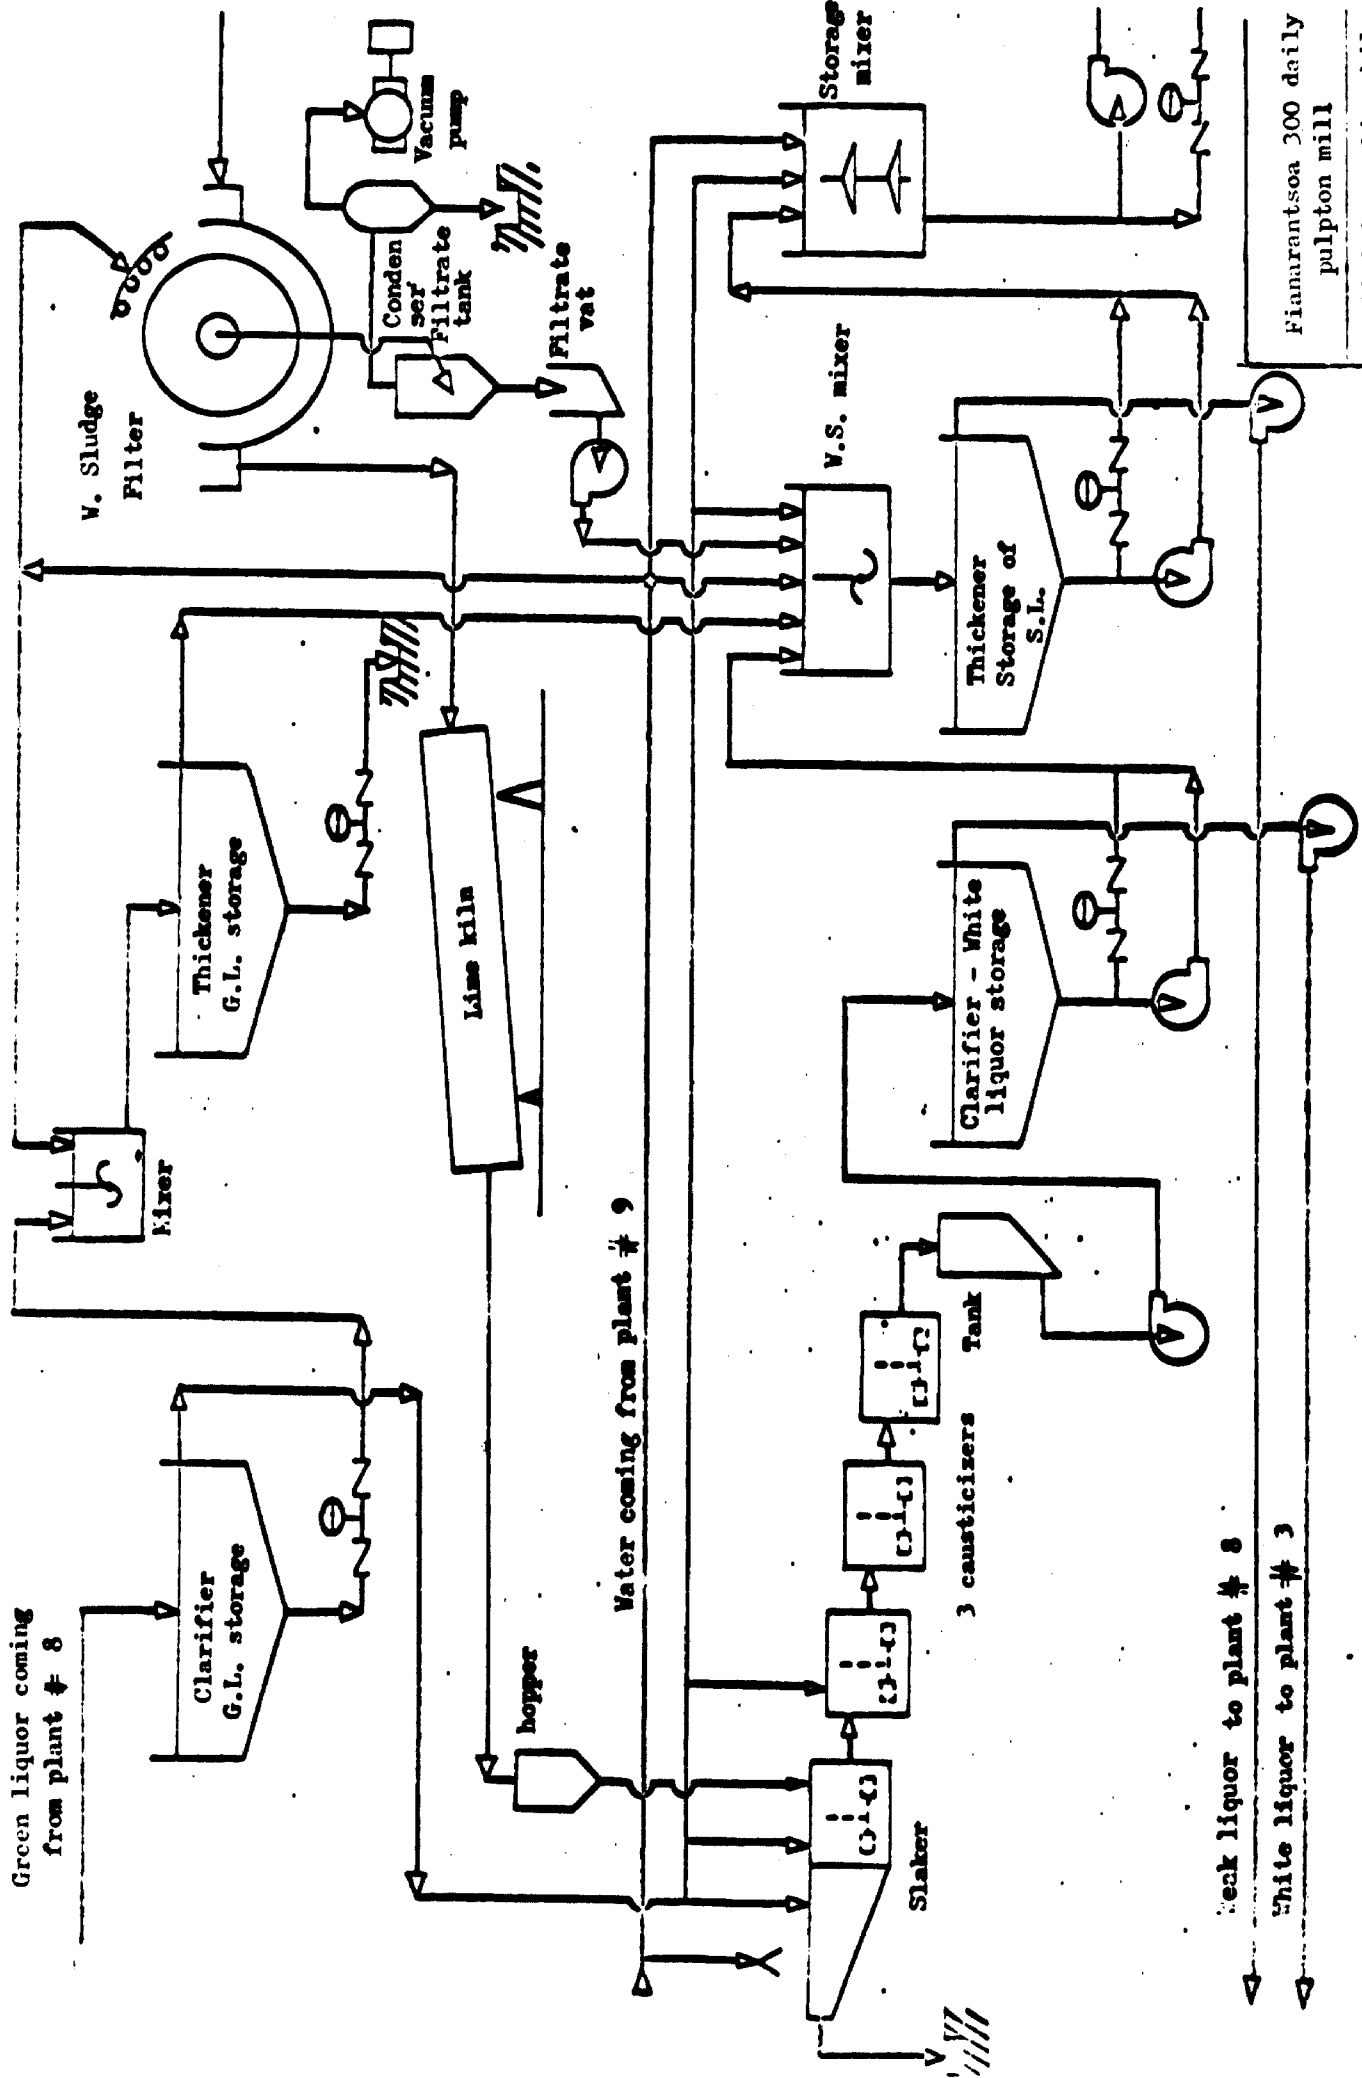 Green liquor coming
from plant # 8
Clarifier
G.L. storage
Mixer
Thickener
G.L. storage
W. Sludge
Filter
Vacuum
pump
Conden
ser
Filtrate
tank
Filtrate
vat
Lime kiln
hopper
Water coming from plant # 9
Slaker
3 causticizers
Tank
Clarifier - White
liquor storage
W.S. mixer
Thickener
Storage of
S.L.
Storage
mixer
Weak liquor to plant # 8
White liquor to plant # 3
Fianarantsoa 300 daily
pulpton mill